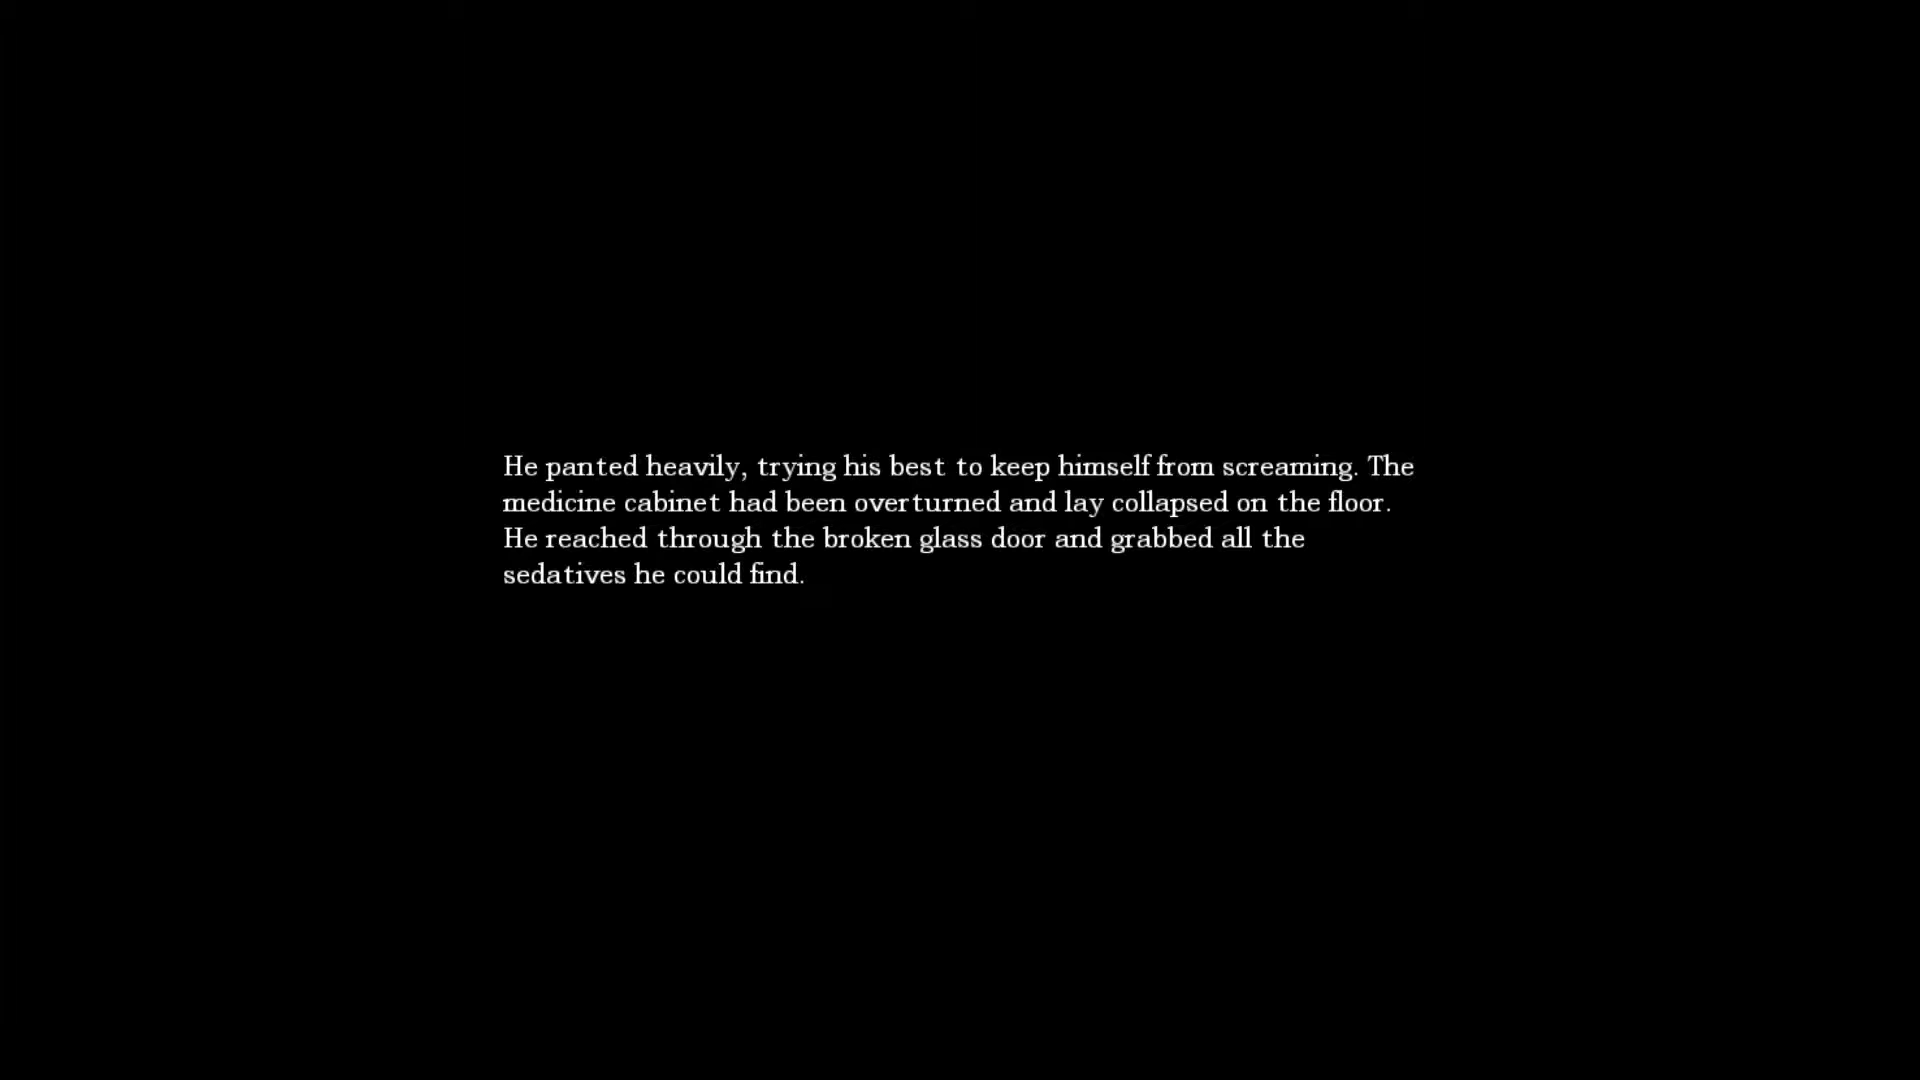 He panted heavily, trying his best to keep himself from screaming. The
medicine cabinet had been overturned and lay collapsed on the floor.
He reached through the broken glass door and grabbed all the
sedatives he could find.